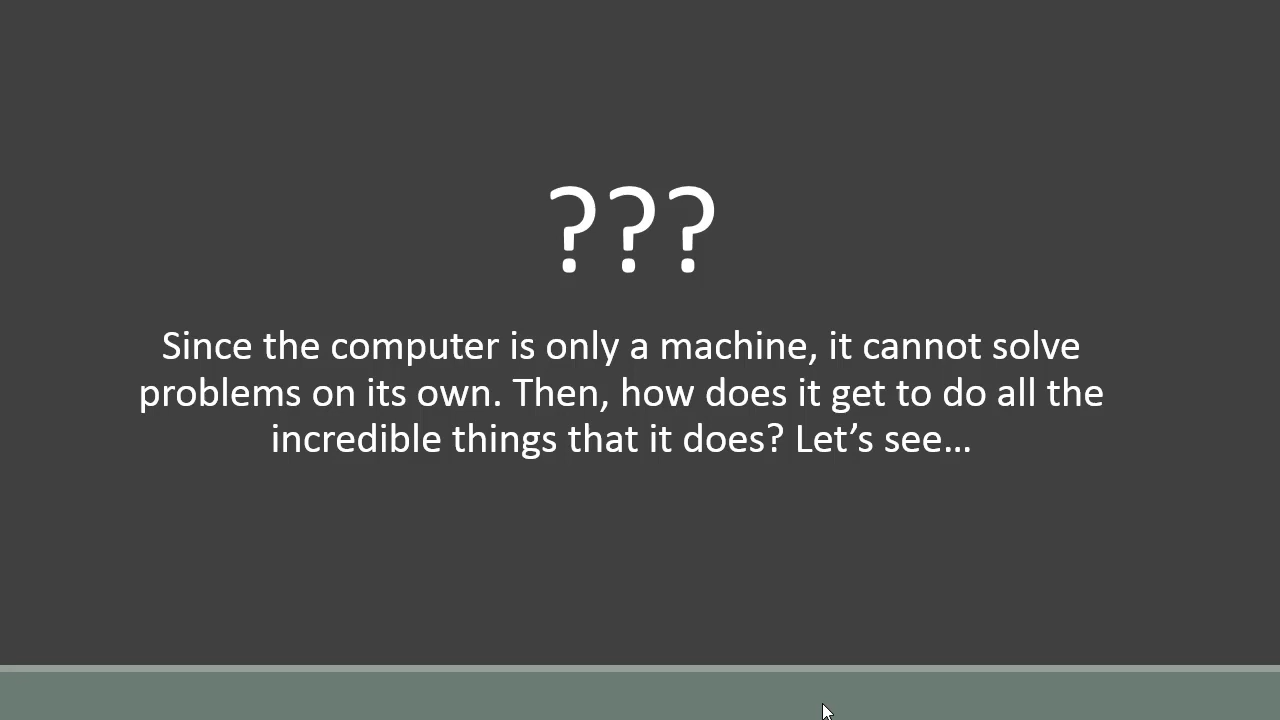 ???
Since the computer is only a machine, it cannot solve
problems on its own. Then, how does it get to do all the
incredible things that it does? Let’s see…